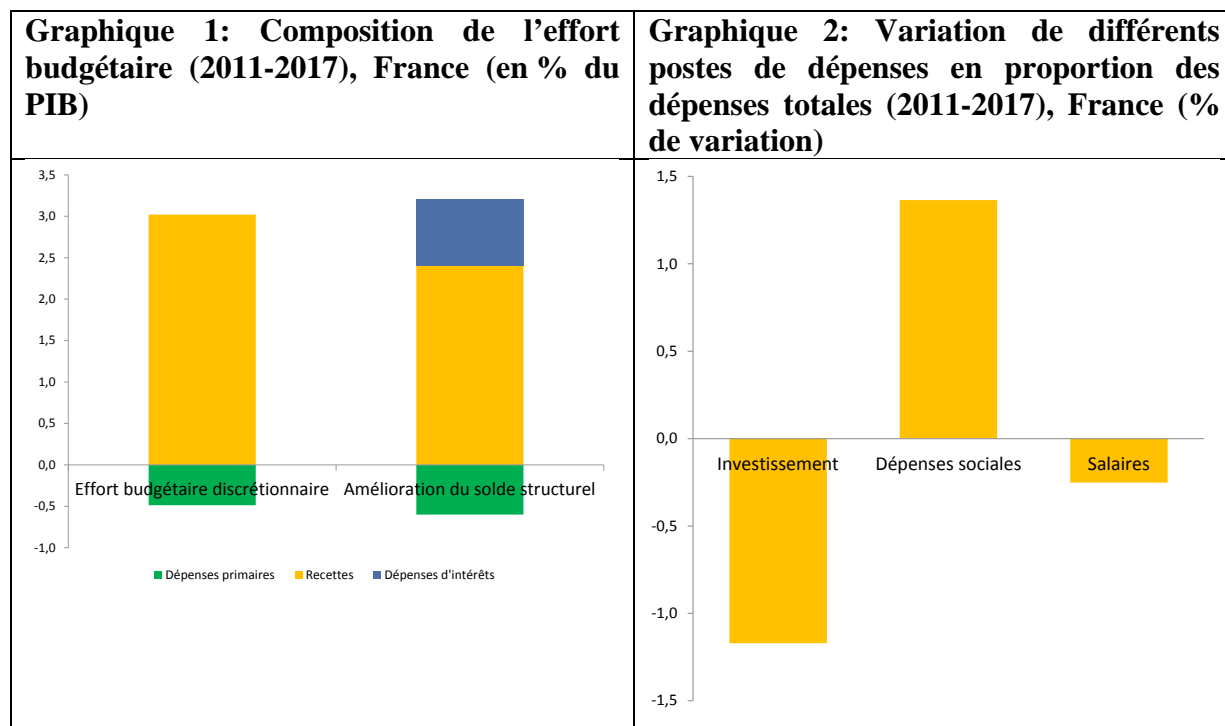 Graphique 1: Composition de l’effort
budgétaire (2011-2017), France (en % du
PIB)
Graphique 2: Variation de différents
postes de dépenses en proportion des
dépenses totales (2011-2017), France (%
de variation)
3,5
3,0
2,5
2,0
1,5
1,0
0,5
0,0
-0,5
-1,0
Effort budgétaire discrétionnaire Amélioration du solde structurel
Dépenses primaires Recettes Dépenses d'intérêts
1,5
1,0
0,5
0,0
-0,5
-1,0
-1,5
Investissement Dépenses sociales Salaires